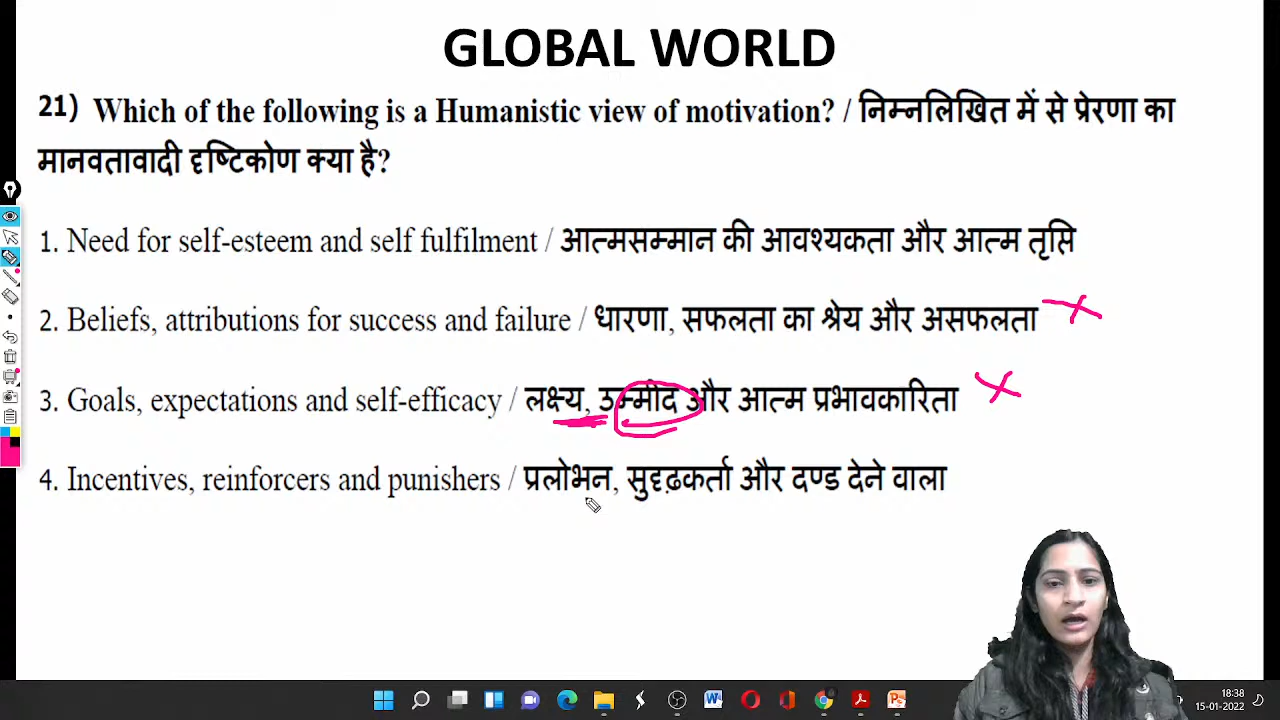 GLOBAL WORLD
21) Which of the following is a Humanistic view of motivation? / निम्नलिखित में से प्रेरणा का
मानवतावादी दृष्टिकोण क्या है?
1. Need for self-esteem and self fulfilment / आत्मसम्मान की आवश्यकता और आत्म तृप्ति
2. Beliefs, attributions for success and failure / धारणा, सफलता का श्रेय और असफलता
3. Goals, expectations and self-efficacy / लक्ष्य, उम्मीद और आत्म प्रभावकारिता
4. Incentives, reinforcers and punishers / प्रलोभन, सुदृढ़कर्ता और दण्ड देने वाला
18:38
15-01-2022